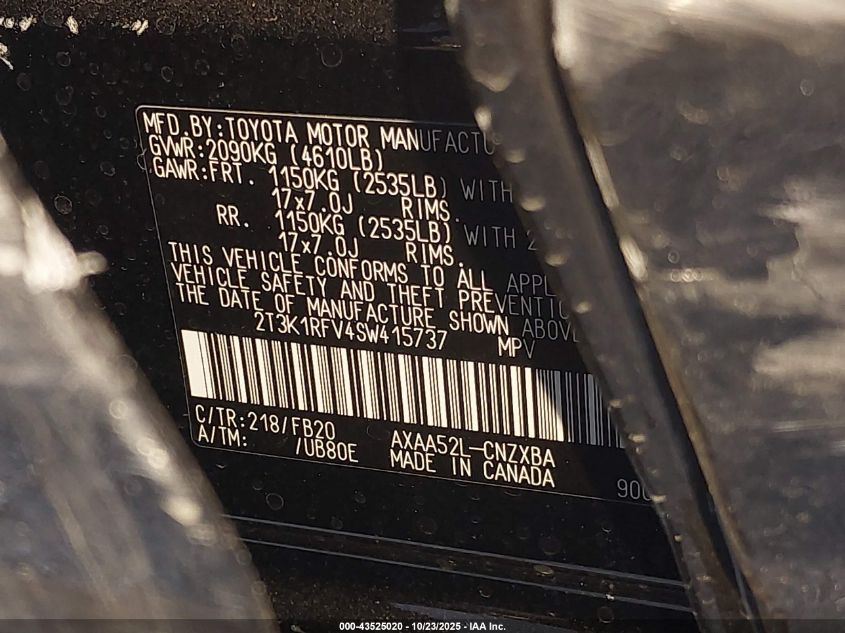 MFD.BY:TOYOTA MOTOR MANUFACTU
GVWR:2090KG (4610LB)
GAWR:FRT. 1150KG (2535LB) WITH
17x7.0J RIMS.
RR. 1150KG (2535LB) WITH 2
17x7.0J RIMS.
THIS VEHICLE CONFORMS TO ALL APPL
VEHICLE SAFETY AND THEFT PREVENTIO
THE DATE OF MANUFACTURE SHOWN ABOVE
2T3K1RFV4SW415737 MPV
C/TR:218/FB20 AXAA52L-CNZXBA
A/TM: /UB80E MADE IN CANADA
900
000-43525020 - 10/23/2025 - IAA Inc.